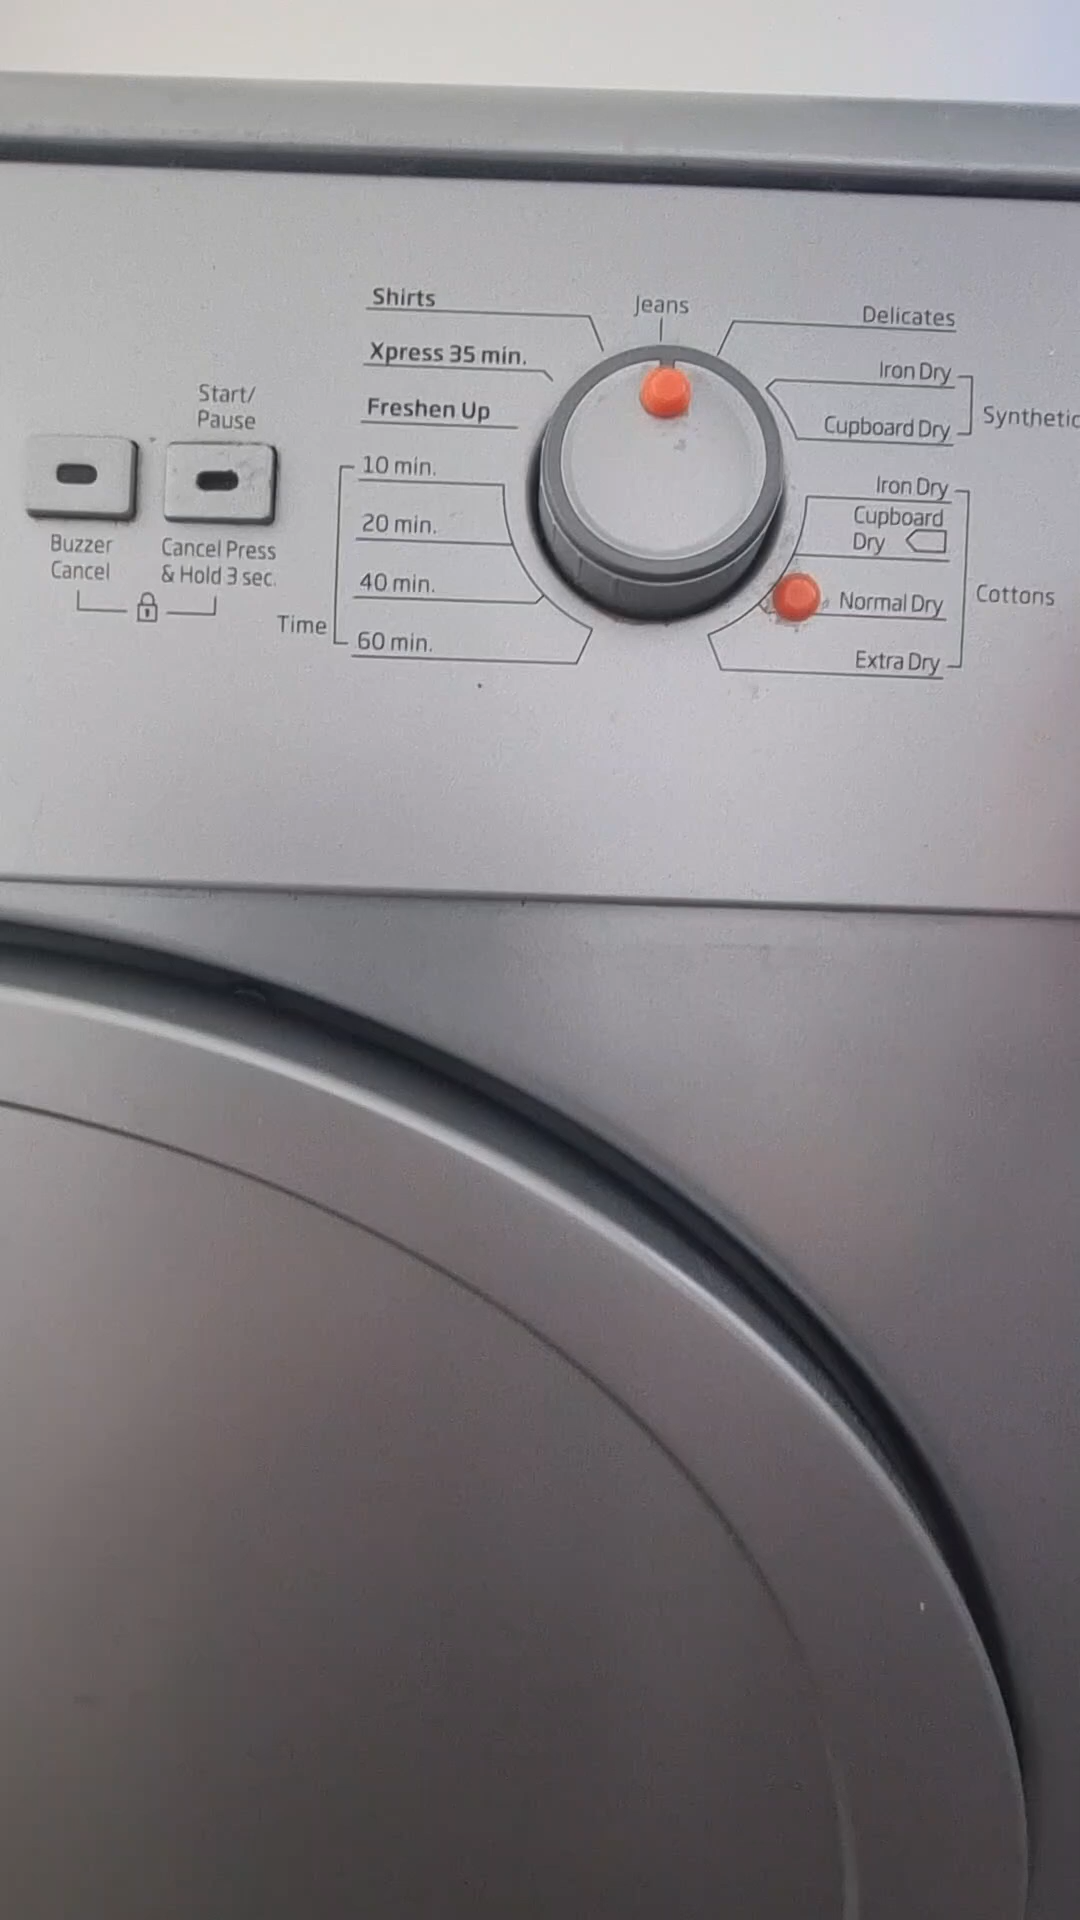 Shirts
Jeans
Delicates
Xpress 35 min.
Iron Dry
Synthetic
Start/
Pause
Freshen Up
Cupboard Dry
10 min.
Iron Dry
Cupboard
Dry
20 min.
Buzzer
Cancel
Cancel Press
& Hold 3 sec.
40 min.
Normal Dry
Cottons
Time
60 min.
Extra Dry